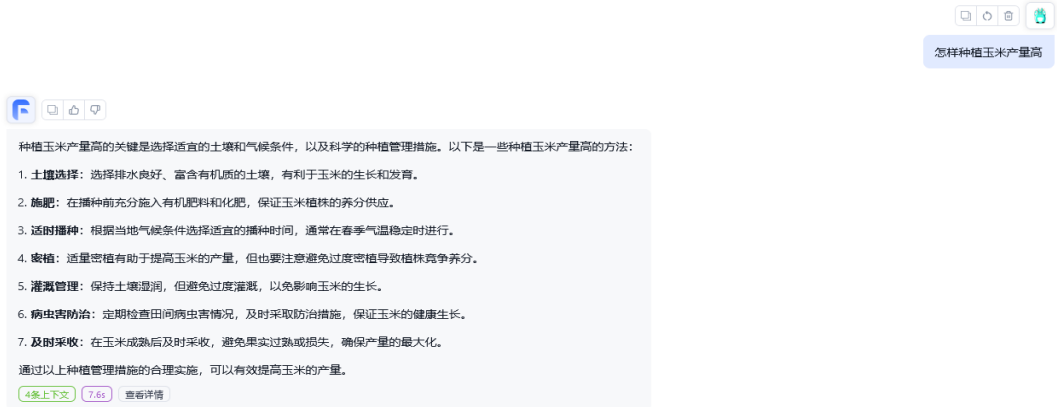 怎样种植玉米产量高
种植玉米产量高的关键是选择适宜的土壤和气候条件，以及科学的种植管理措施。以下是一些种植玉米产量高的方法：
1. 土壤选择：选择排水良好、富含有机质的土壤，有利于玉米的生长和发育。
2. 施肥：在播种前充分施入有机肥料和化肥，保证玉米植株的养分供应。
3. 适时播种：根据当地气候条件选择适宜的播种时间，通常在春季气温稳定时进行。
4. 密植：适量密植有助于提高玉米的产量，但也要注意避免过度密植导致植株竞争养分。
5. 灌溉管理：保持土壤湿润，但避免过度灌溉，以免影响玉米的生长。
6. 病虫害防治：定期检查田间病虫害情况，及时采取防治措施，保证玉米的健康生长。
7. 及时采收：在玉米成熟后及时采收，避免果实过熟或损失，确保产量的最大化。
通过以上种植管理措施的合理实施，可以有效提高玉米的产量。
4条上下文 7.6s 查看详情